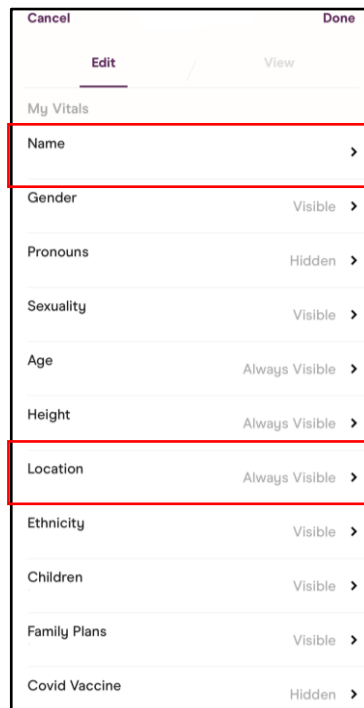 Cancel Done
Edit View
My Vitals
Name
Gender Visible
Pronouns Hidden
Sexuality Visible
Age Always Visible
Height Always Visible
Location Always Visible
Ethnicity Visible
Children Visible
Family Plans Visible
Covid Vaccine Hidden